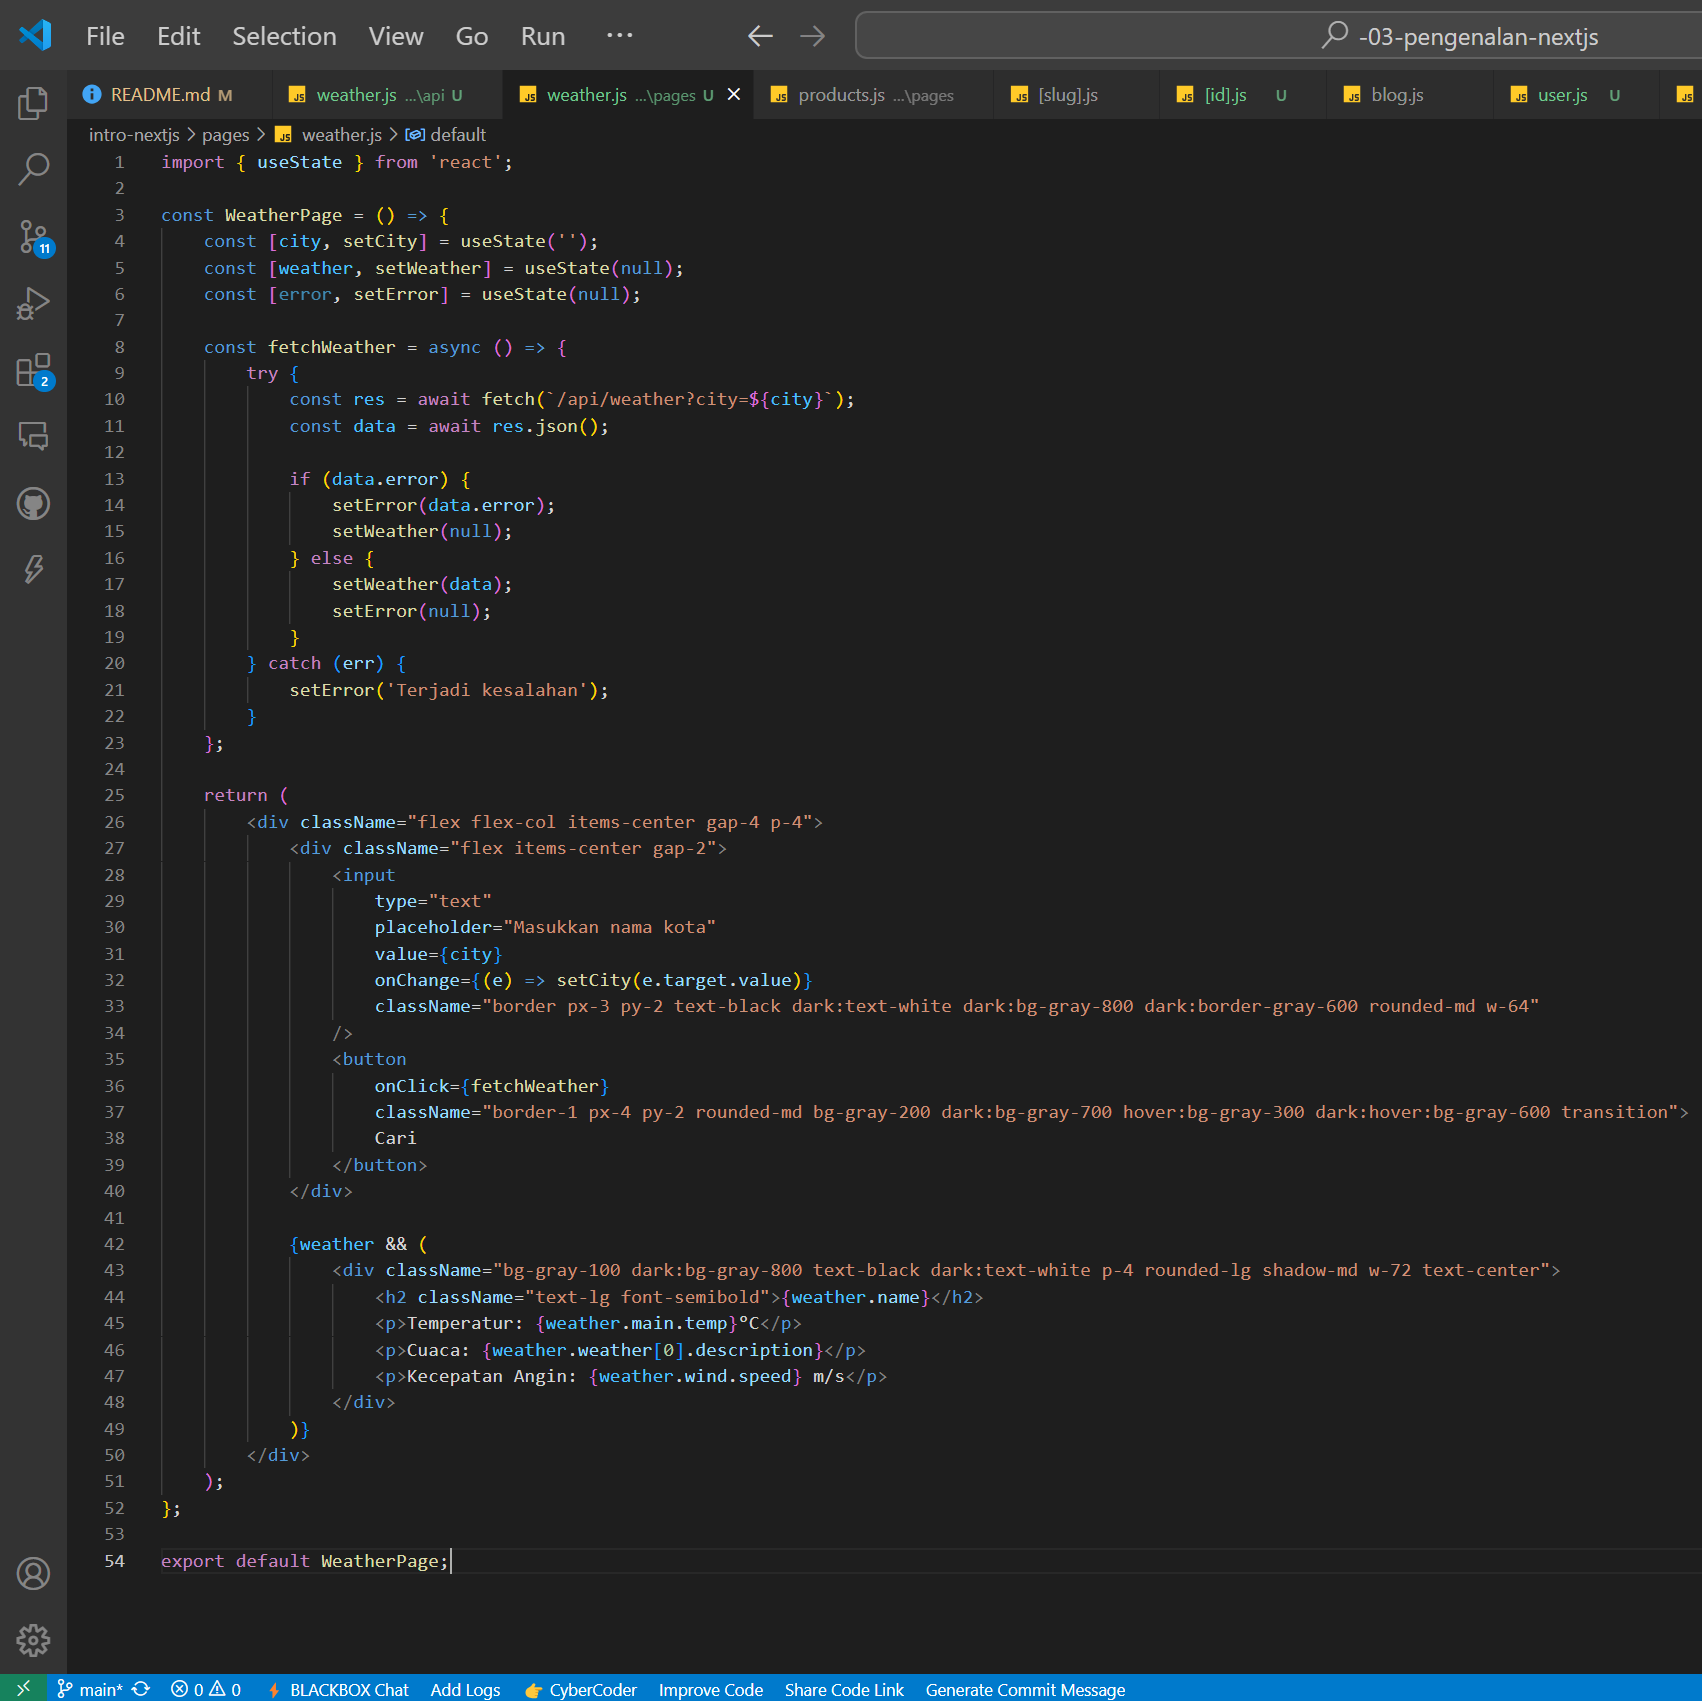 File Edit Selection View Go Run ··· -03-pengenalan-nextjs
README.md M weather.js ...\api U weather.js ...\pages U products.js ...\pages [slug].js [id].js U blog.js user.js U
intro-nextjs > pages > weather.js > default
1 import { useState } from 'react';
2
3 const WeatherPage = () => {
4 const [city, setCity] = useState('');
5 const [weather, setWeather] = useState(null);
6 const [error, setError] = useState(null);
7
8 const fetchWeather = async () => {
9 try {
10 const res = await fetch(`/api/weather?city=${city}`);
11 const data = await res.json();
12
13 if (data.error) {
14 setError(data.error);
15 setWeather(null);
16 } else {
17 setWeather(data);
18 setError(null);
19 }
20 } catch (err) {
21 setError('Terjadi kesalahan');
22 }
23 };
24
25 return (
26 <div className="flex flex-col items-center gap-4 p-4">
27 <div className="flex items-center gap-2">
28 <input
29 type="text"
30 placeholder="Masukkan nama kota"
31 value={city}
32 onChange={(e) => setCity(e.target.value)}
33 className="border px-3 py-2 text-black dark:text-white dark:bg-gray-800 dark:border-gray-600 rounded-md w-64"
34 />
35 <button
36 onClick={fetchWeather}
37 className="border-1 px-4 py-2 rounded-md bg-gray-200 dark:bg-gray-700 hover:bg-gray-300 dark:hover:bg-gray-600 transition">
38 Cari
39 </button>
40 </div>
41
42 {weather && (
43 <div className="bg-gray-100 dark:bg-gray-800 text-black dark:text-white p-4 rounded-lg shadow-md w-72 text-center">
44 <h2 className="text-lg font-semibold">{weather.name}</h2>
45 <p>Temperatur: {weather.main.temp}°C</p>
46 <p>Cuaca: {weather.weather[0].description}</p>
47 <p>Kecepatan Angin: {weather.wind.speed} m/s</p>
48 </div>
49 )}
50 </div>
51 );
52 };
53
54 export default WeatherPage;
11
2
main* 0 0 BLACKBOX Chat Add Logs CyberCoder Improve Code Share Code Link Generate Commit Message